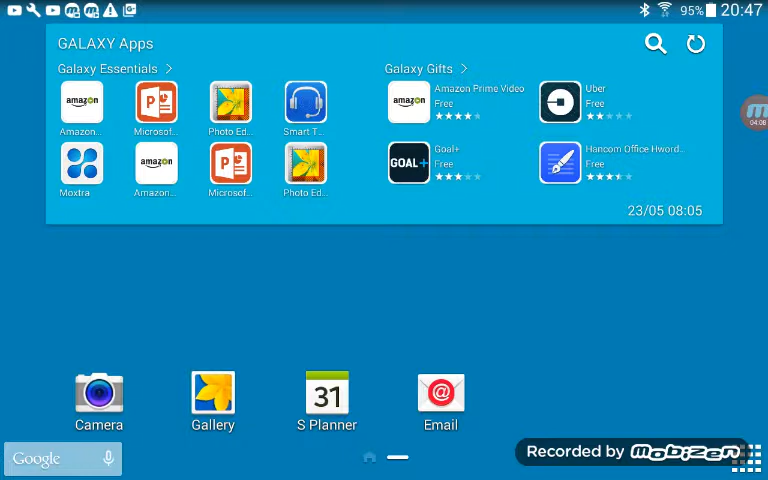 95% 20:47
GALAXY Apps
Galaxy Essentials >
Galaxy Gifts >
amazon
Amazon...
Microsof...
Photo Ed...
Smart T...
amazon
Amazon Prime Video
Free
Uber
Free
04:08
Moxtra
amazon
Amazon...
Microsof...
Photo Ed...
GOAL+
Goal+
Free
Hancom Office Hword..
Free
23/05 08:05
31
Camera
Gallery
S Planner
Email
Google
Recorded by Mobizen